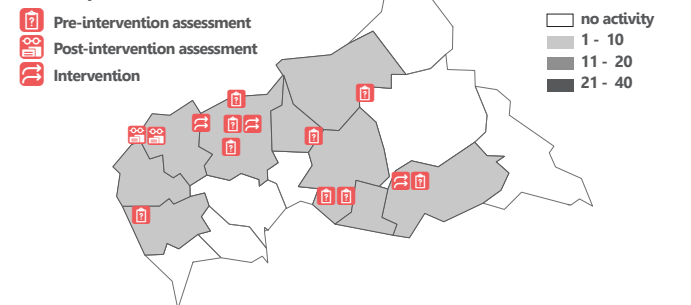 Pre-intervention assessment
Post-intervention assessment
Intervention
no activity
1 - 10
11 - 20
21 - 40